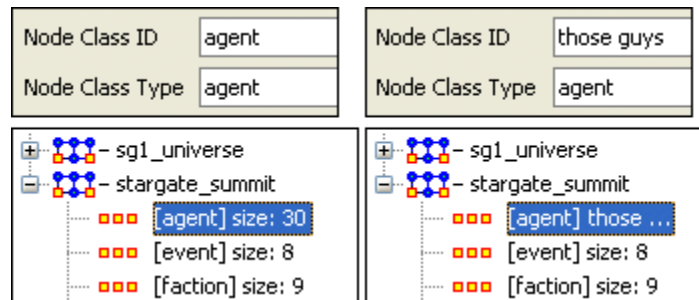 Node Class ID agent
Node Class Type agent
sg1_universe
stargate_summit
[agent] size: 30
[event] size: 8
[faction] size: 9
Node Class ID those guys
Node Class Type agent
sg1_universe
stargate_summit
[agent] those ...
[event] size: 8
[faction] size: 9